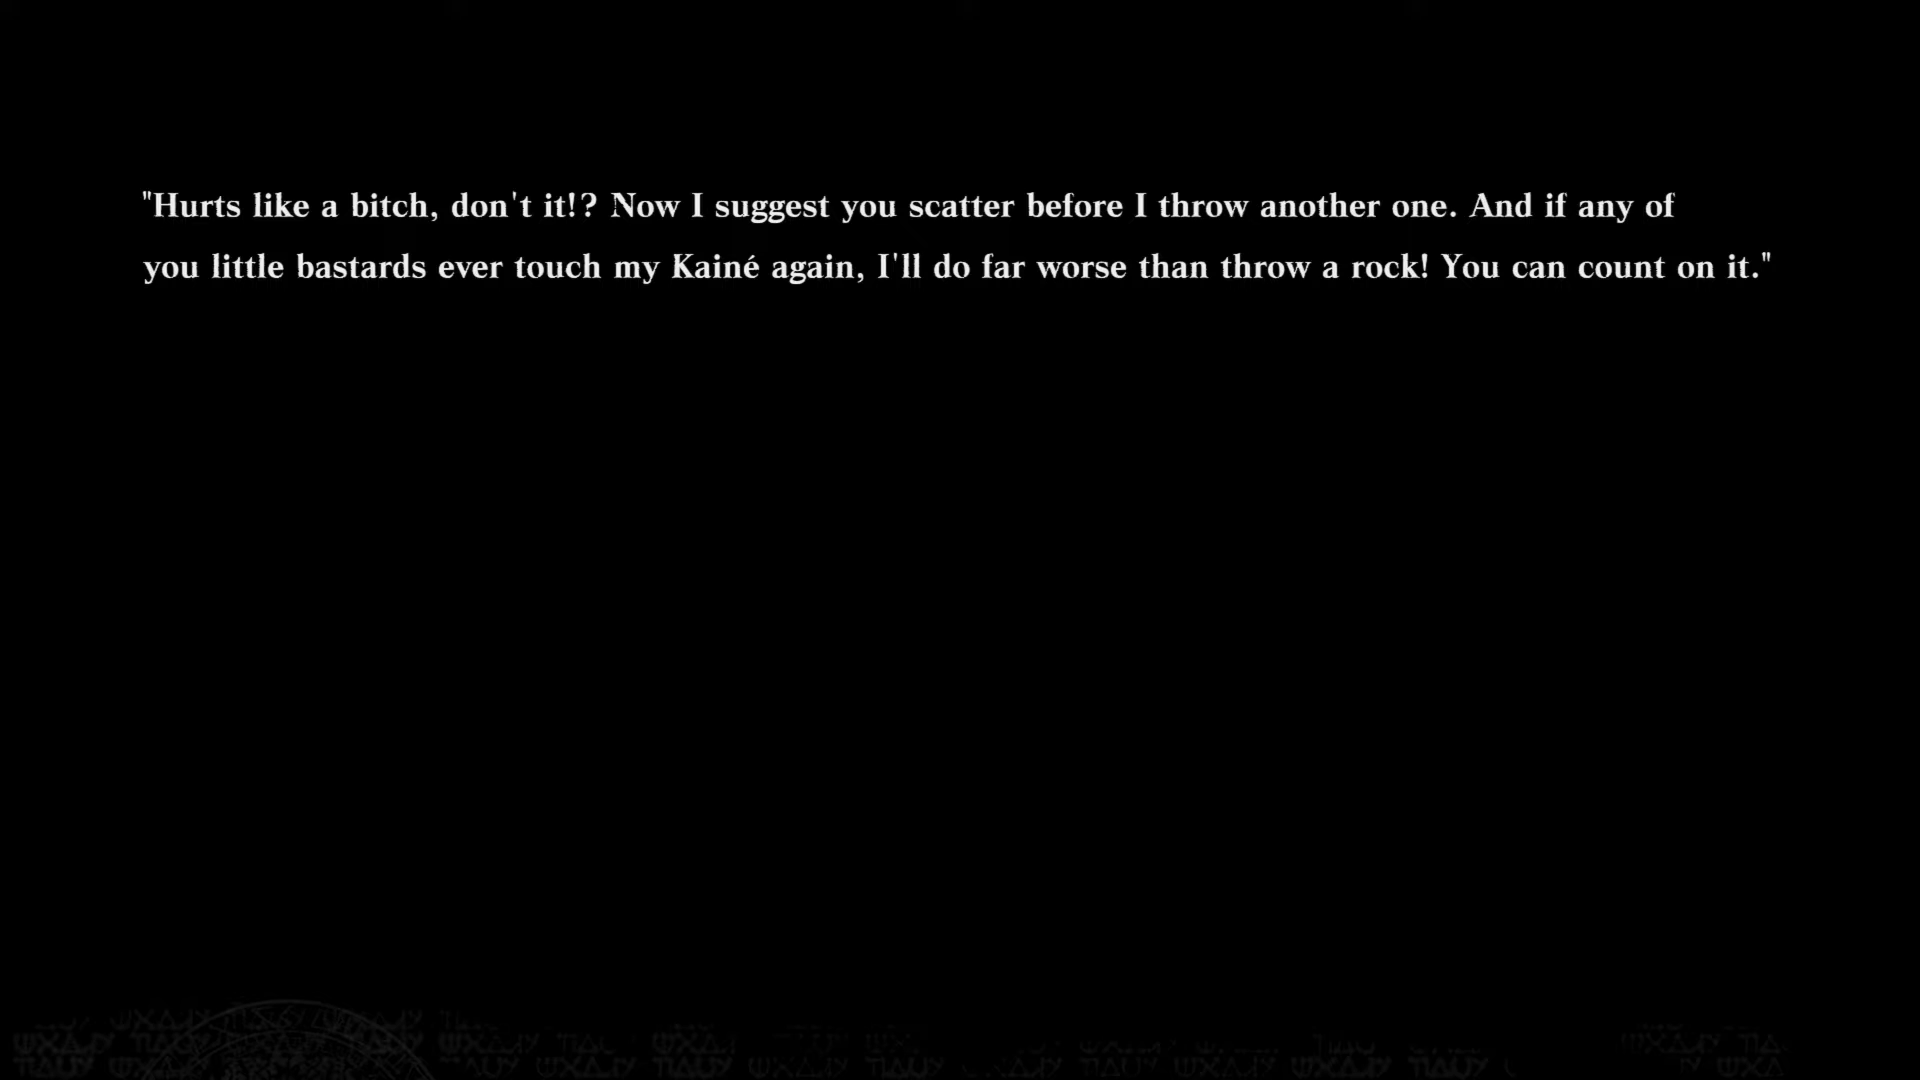 "Hurts like a bitch, don't it!? Now I suggest you scatter before I throw another one. And if any of
you little bastards ever touch my Kainé again, I'll do far worse than throw a rock! You can count on it."